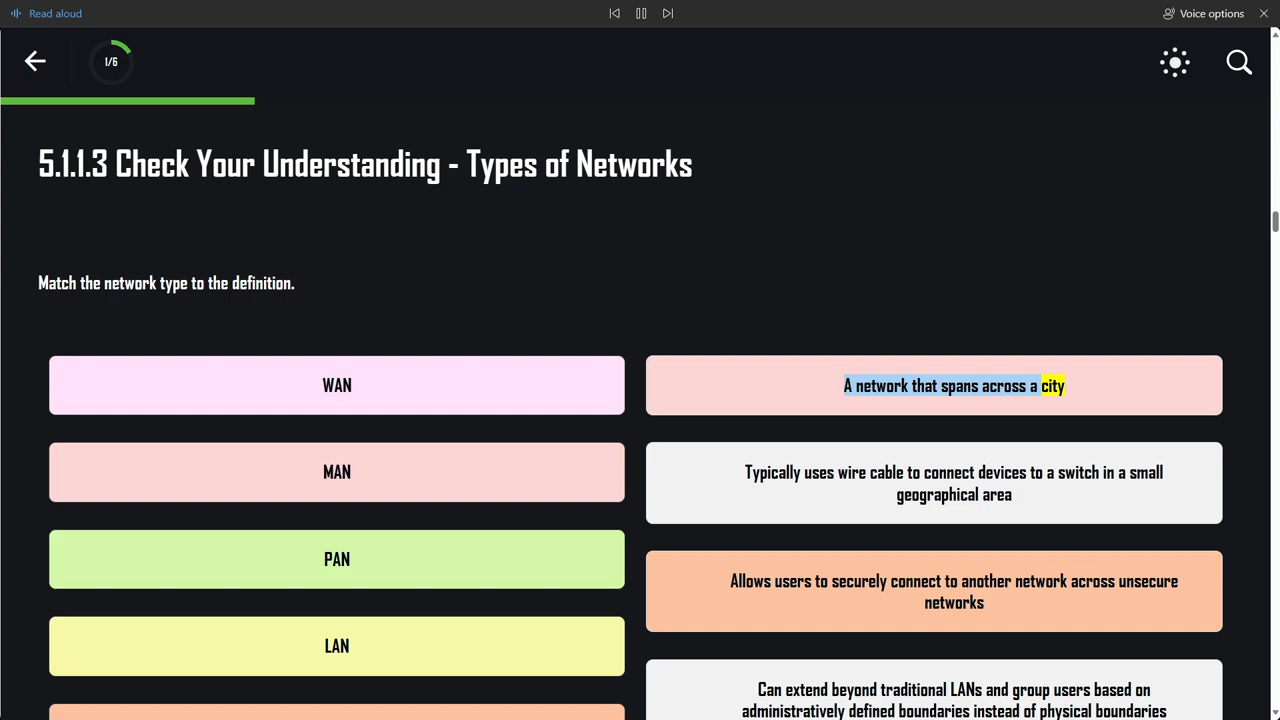 Read aloud
Voice options
1/6
5.1.1.3 Check Your Understanding - Types of Networks
Match the network type to the definition.
WAN
MAN
PAN
LAN
A network that spans across a city
Typically uses wire cable to connect devices to a switch in a small
geographical area
Allows users to securely connect to another network across unsecure
networks
Can extend beyond traditional LANs and group users based on
administratively defined boundaries instead of physical boundaries